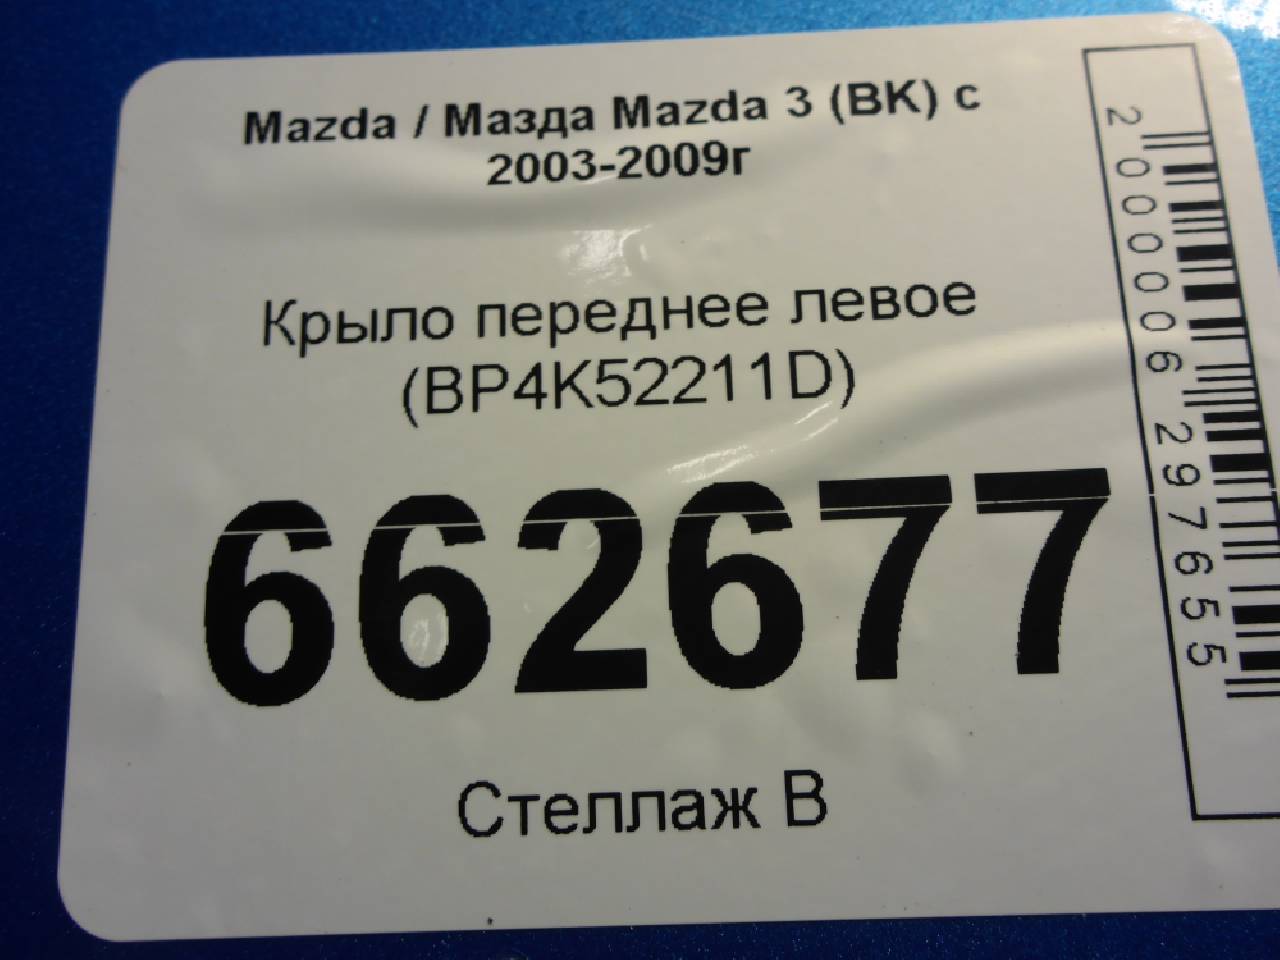 Mazda / Мазда Mazda 3 (BK) с
2003-2009г
Крыло переднее левое
(BP4K52211D)
662677
Стеллаж В
2000006297655